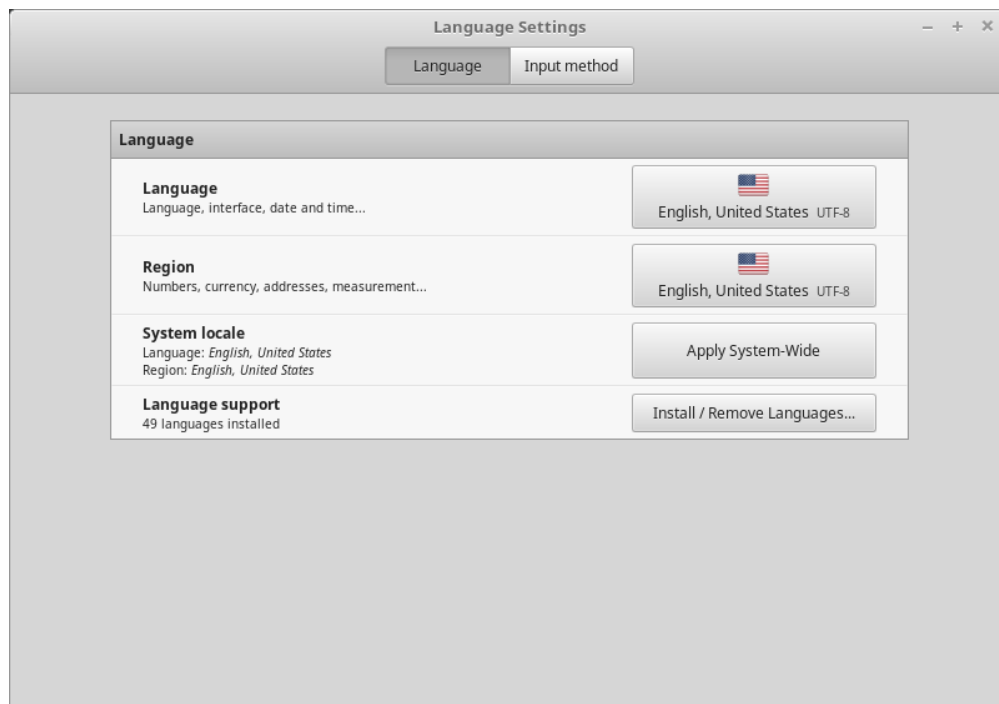 Language Settings
Language
Input method
Language
Language
Language, interface, date and time...
English, United States UTF-8
Region
Numbers, currency, addresses, measurement...
English, United States UTF-8
System locale
Language: English, United States
Region: English, United States
Apply System-Wide
Language support
49 languages installed
Install / Remove Languages...